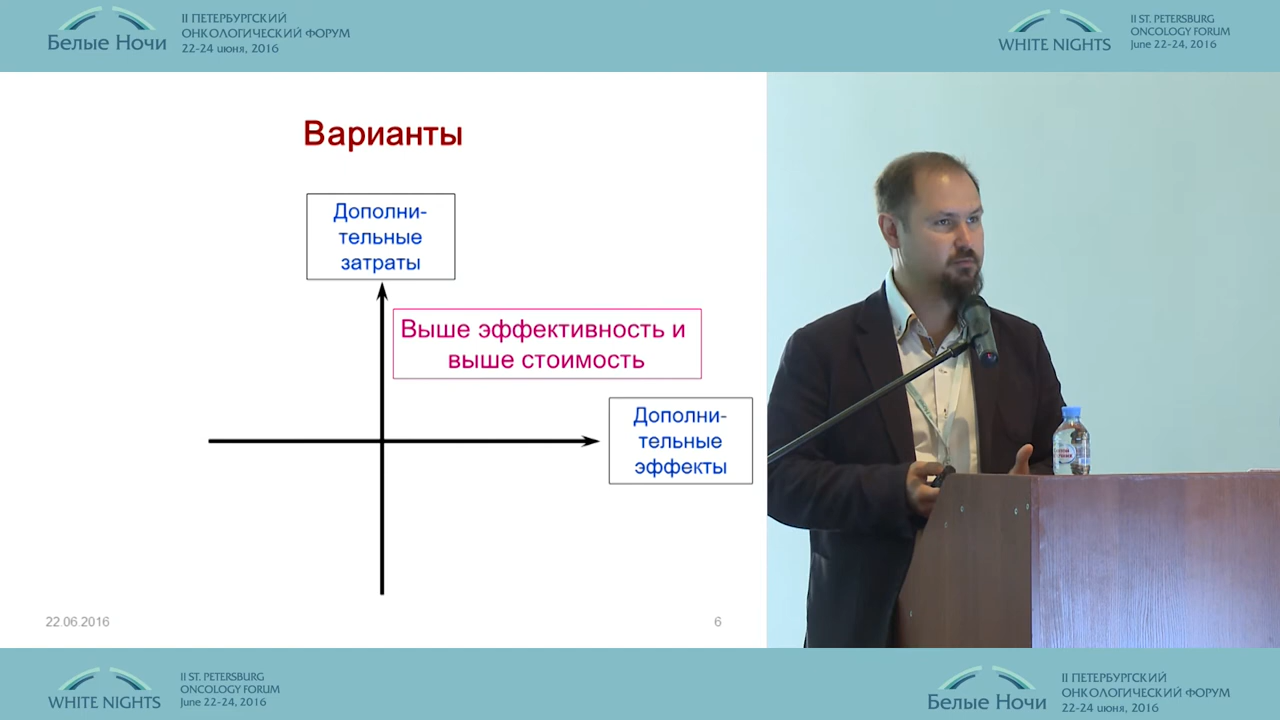 Белые Ночи
II ПЕТЕРБУРГСКИЙ
ОНКОЛОГИЧЕСКИЙ ФОРУМ
22-24 июня, 2016
WHITE NIGHTS
II ST. PETERSBURG
ONCOLOGY FORUM
June 22-24, 2016
Варианты
Дополни-
тельные
затраты
Выше эффективность и
выше стоимость
Дополни-
тельные
эффекты
22.06.2016
6
WHITE NIGHTS
II ST. PETERSBURG
ONCOLOGY FORUM
June 22-24, 2016
Белые Ночи
II ПЕТЕРБУРГСКИЙ
ОНКОЛОГИЧЕСКИЙ ФОРУМ
22-24 июня, 2016